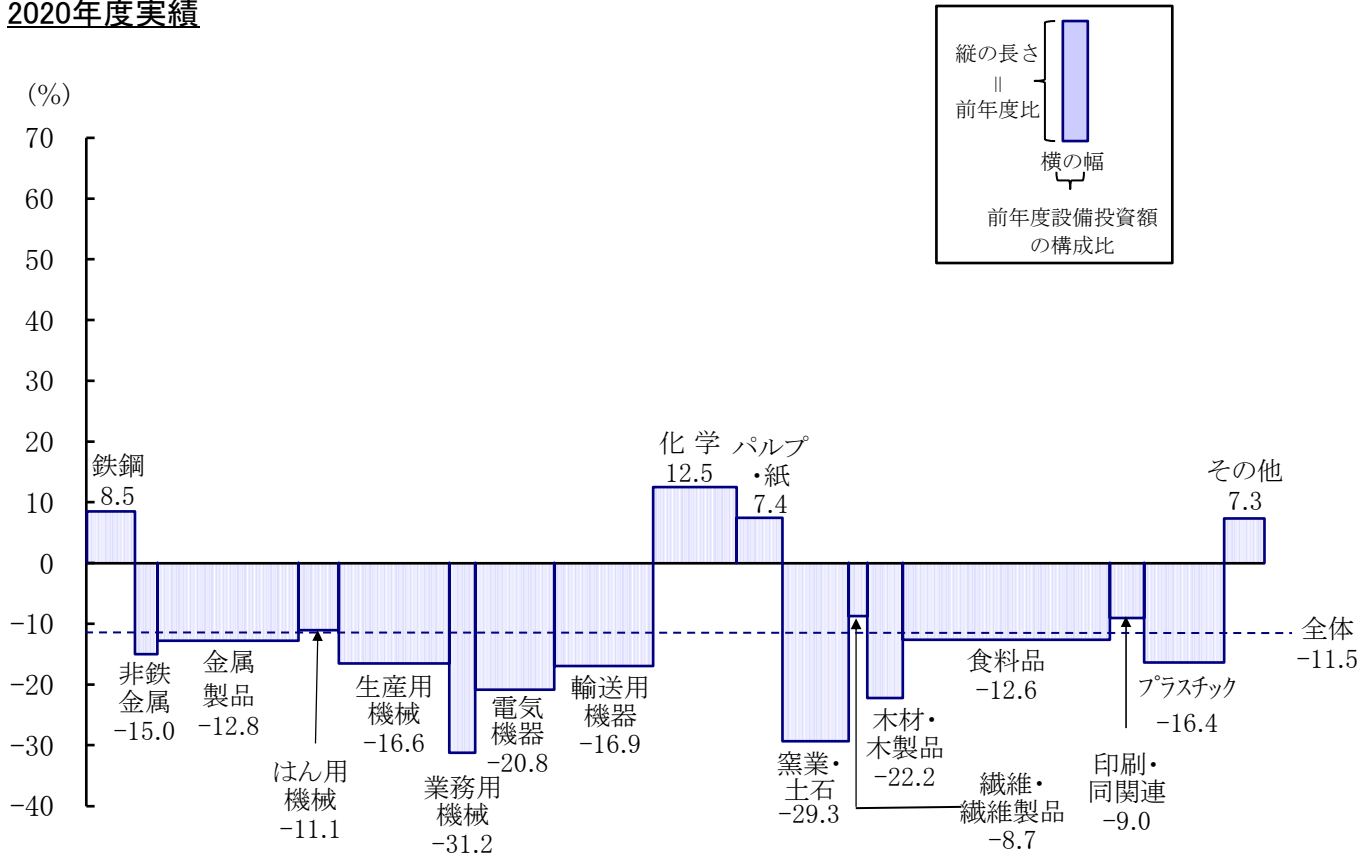 2020年度実績
縦の長さ
||
前年度比
横の幅
前年度設備投資額
の構成比
(%)
70
60
50
40
30
20
10
0
-10
-20
-30
-40
鉄鋼
8.5
非鉄
金属
-15.0
金属
製品
-12.8
はん用
機械
-11.1
生産用
機械
-16.6
業務用
機械
-31.2
電気
機器
-20.8
輸送用
機器
-16.9
化 学
12.5
パルプ
・紙
7.4
窯業・
土石
-29.3
木材・
木製品
-22.2
繊維・
繊維製品
-8.7
食料品
-12.6
印刷・
同関連
-9.0
プラスチック
-16.4
その他
7.3
全体
-11.5